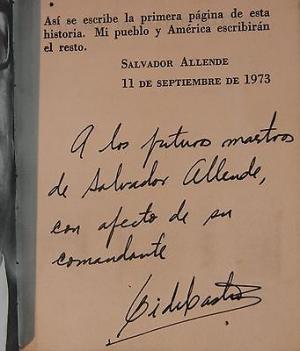 Así se escribe la primera página de esta
historia. Mi pueblo y América escribirán
el resto.
SALVADOR ALLENDE
11 DE SEPTIEMBRE DE 1973
A los futuros maestros
de Salvador Allende,
con afecto de su
comandante
Fidel Castro